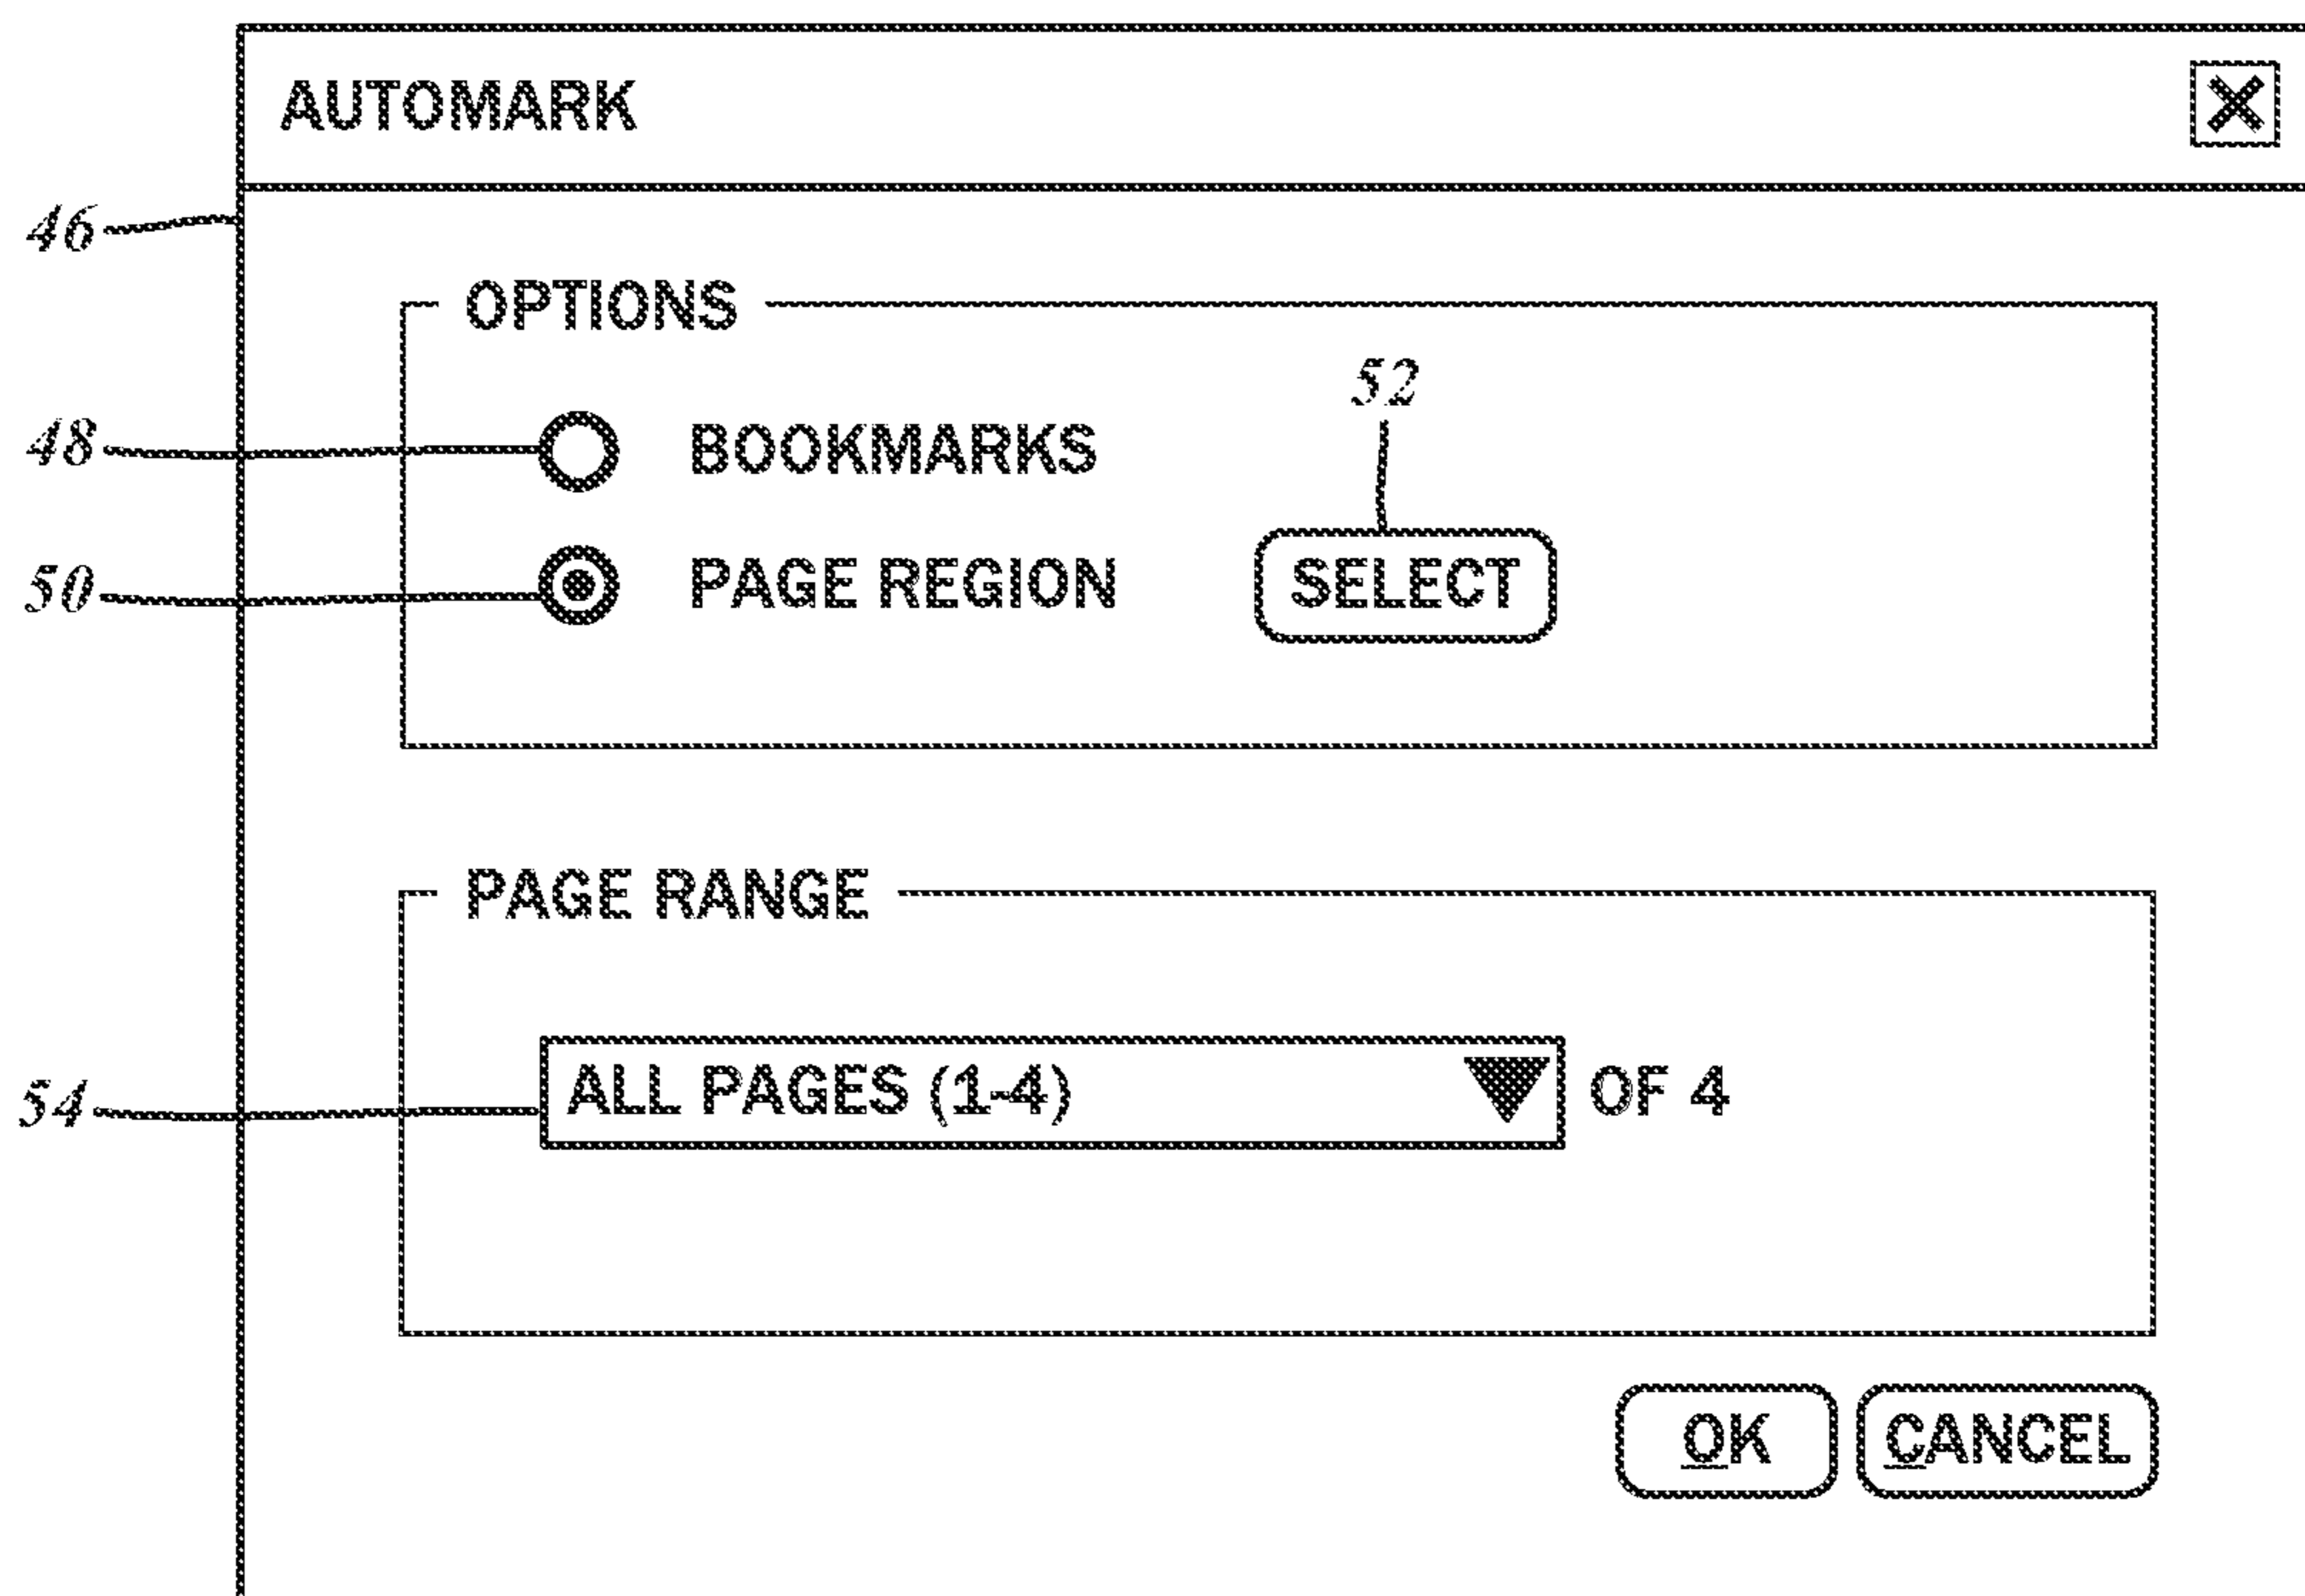 AUTOMARK
46
OPTIONS
52
48 BOOKMARKS
50 PAGE REGION SELECT
PAGE RANGE
54 ALL PAGES (1-4) OF 4
OK CANCEL